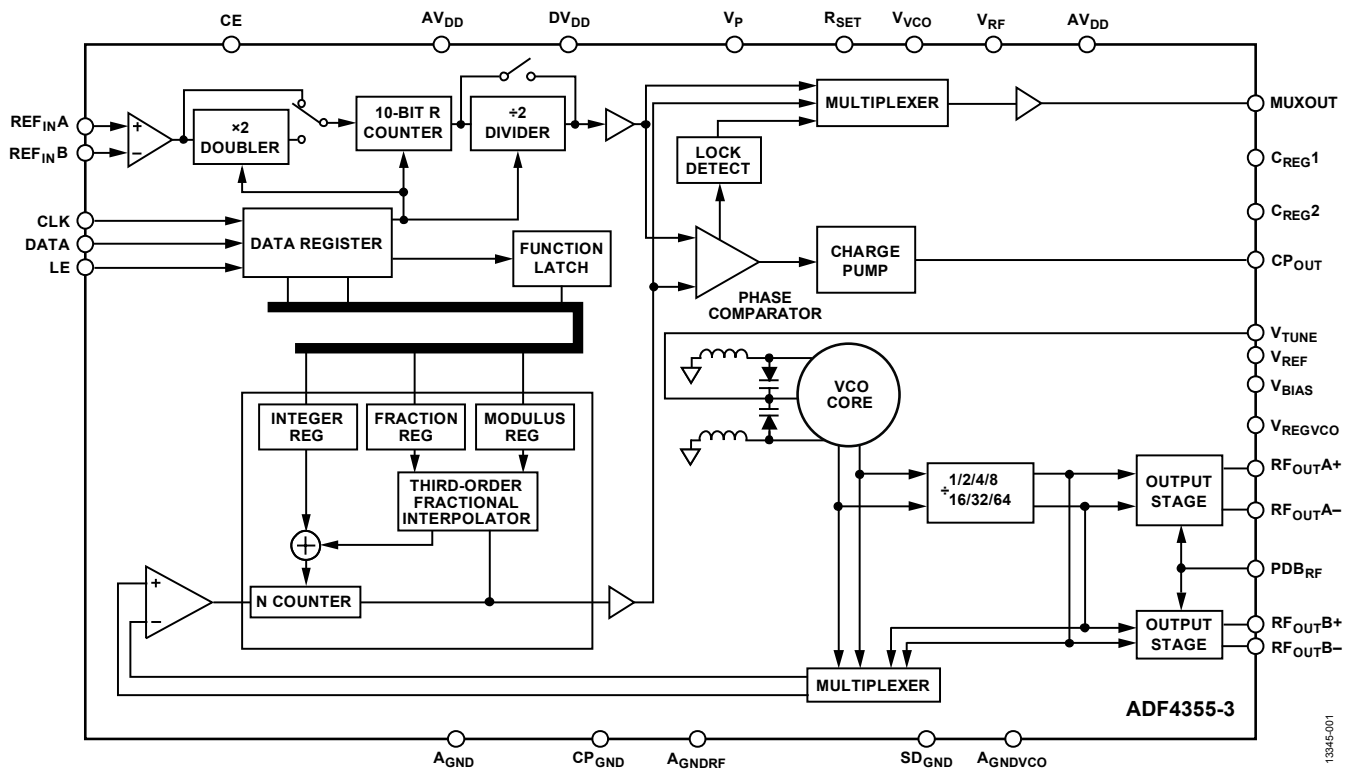 CE
AVDD
DVDD
VP
RSET
VVCO
VRF
AVDD
REFINA
REFINB
+
−
×2
DOUBLER
10-BIT R
COUNTER
÷2
DIVIDER
MULTIPLEXER
MUXOUT
LOCK
DETECT
CREG1
CREG2
CLK
DATA
LE
DATA REGISTER
FUNCTION
LATCH
CHARGE
PUMP
CPOUT
PHASE
COMPARATOR
VTUNE
VREF
VBIAS
VREGVCO
VCO
CORE
INTEGER
REG
FRACTION
REG
MODULUS
REG
THIRD-ORDER
FRACTIONAL
INTERPOLATOR
÷
1/2/4/8
16/32/64
OUTPUT
STAGE
RFOUTA+
RFOUTA−
PDBRF
+
−
N COUNTER
OUTPUT
STAGE
RFOUTB+
RFOUTB−
MULTIPLEXER
ADF4355-3
AGND
CPGND
AGNDRF
SDGND
AGNDVCO
13345-001